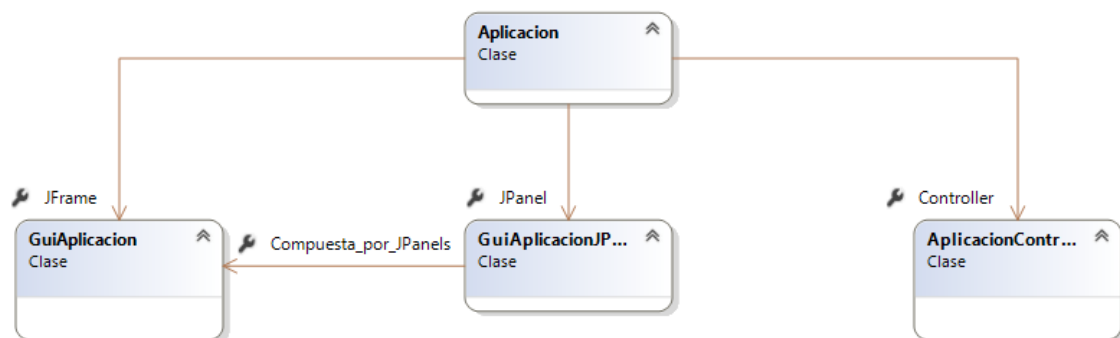 Aplicacion
Clase
JFrame
JPanel
Controller
GuiAplicacion
Clase
Compuesta_por_JPanels
GuiAplicacionJP...
Clase
AplicacionContr...
Clase